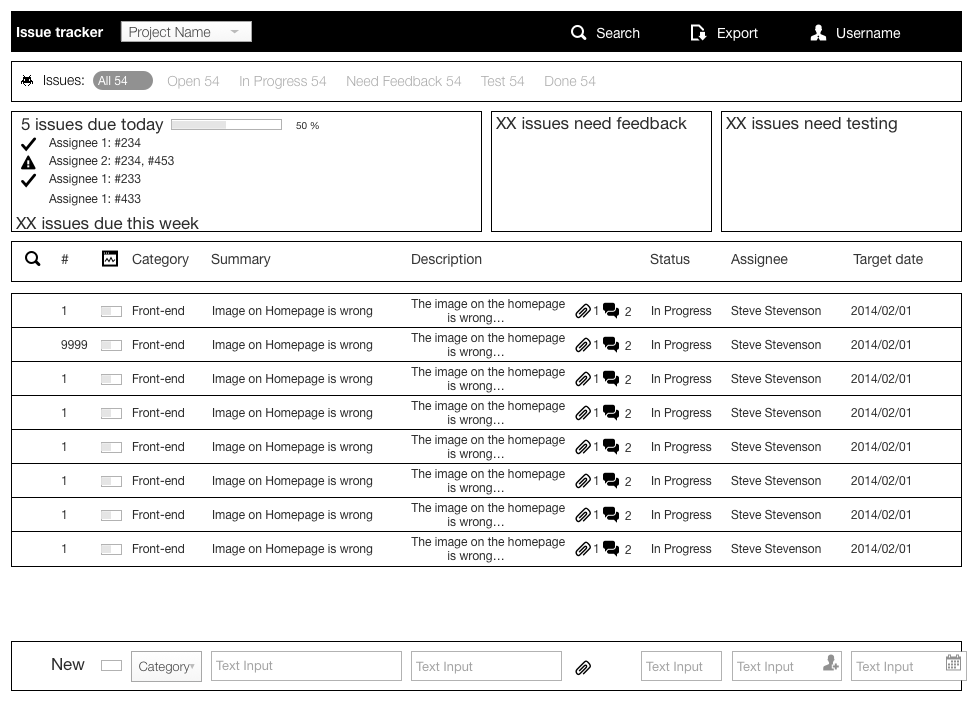 Issue tracker Project Name Search Export Username
Issues: All 54 Open 54 In Progress 54 Need Feedback 54 Test 54 Done 54
5 issues due today 50 %
Assignee 1: #234
Assignee 2: #234, #453
Assignee 1: #233
Assignee 1: #433
XX issues due this week
XX issues need feedback
XX issues need testing
# Category Summary Description Status Assignee Target date
1 Front-end Image on Homepage is wrong The image on the homepage is wrong... 1 2 In Progress Steve Stevenson 2014/02/01
9999 Front-end Image on Homepage is wrong The image on the homepage is wrong... 1 2 In Progress Steve Stevenson 2014/02/01
1 Front-end Image on Homepage is wrong The image on the homepage is wrong... 1 2 In Progress Steve Stevenson 2014/02/01
1 Front-end Image on Homepage is wrong The image on the homepage is wrong... 1 2 In Progress Steve Stevenson 2014/02/01
1 Front-end Image on Homepage is wrong The image on the homepage is wrong... 1 2 In Progress Steve Stevenson 2014/02/01
1 Front-end Image on Homepage is wrong The image on the homepage is wrong... 1 2 In Progress Steve Stevenson 2014/02/01
1 Front-end Image on Homepage is wrong The image on the homepage is wrong... 1 2 In Progress Steve Stevenson 2014/02/01
1 Front-end Image on Homepage is wrong The image on the homepage is wrong... 1 2 In Progress Steve Stevenson 2014/02/01
New Category Text Input Text Input Text Input Text Input Text Input